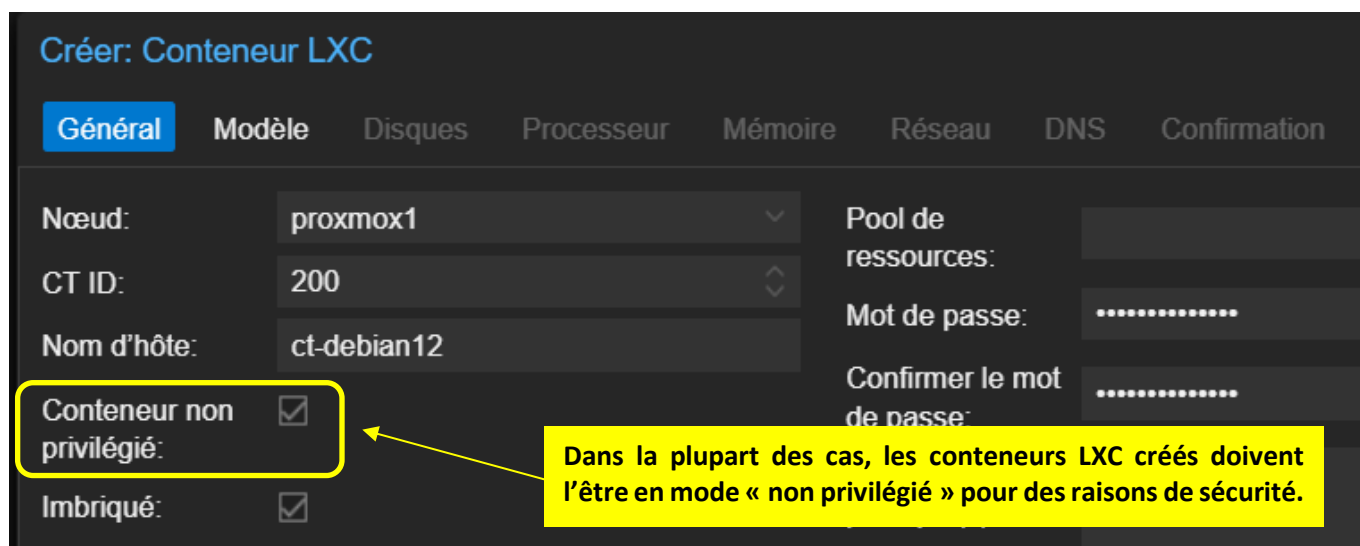 Créer: Conteneur LXC
Général Modèle Disques Processeur Mémoire Réseau DNS Confirmation
Nœud: proxmox1
CT ID: 200
Nom d’hôte: ct-debian12
Conteneur non
privilégié:
Imbriqué:
Pool de
ressources:
Mot de passe: ••••••••••••••
Confirmer le mot
de passe: ••••••••••••••
Dans la plupart des cas, les conteneurs LXC créés doivent
l’être en mode « non privilégié » pour des raisons de sécurité.